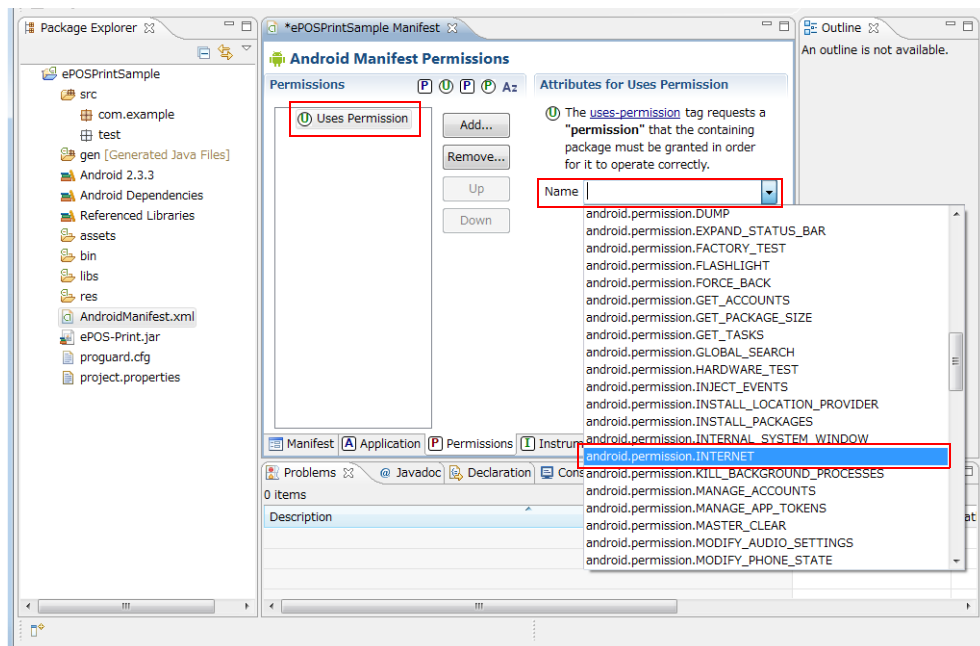 Package Explorer
ePOSPrintSample
src
com.example
test
gen [Generated Java Files]
Android 2.3.3
Android Dependencies
Referenced Libraries
assets
bin
libs
res
AndroidManifest.xml
ePOS-Print.jar
proguard.cfg
project.properties
*ePOSPrintSample Manifest
Android Manifest Permissions
Permissions
P U P P Az
U Uses Permission
Add...
Remove...
Up
Down
Attributes for Uses Permission
U The uses-permission tag requests a
"permission" that the containing
package must be granted in order
for it to operate correctly.
Name
android.permission.DUMP
android.permission.EXPAND_STATUS_BAR
android.permission.FACTORY_TEST
android.permission.FLASHLIGHT
android.permission.FORCE_BACK
android.permission.GET_ACCOUNTS
android.permission.GET_PACKAGE_SIZE
android.permission.GET_TASKS
android.permission.GLOBAL_SEARCH
android.permission.HARDWARE_TEST
android.permission.INJECT_EVENTS
android.permission.INSTALL_LOCATION_PROVIDER
android.permission.INSTALL_PACKAGES
android.permission.INTERNAL_SYSTEM_WINDOW
android.permission.INTERNET
android.permission.KILL_BACKGROUND_PROCESSES
android.permission.MANAGE_ACCOUNTS
android.permission.MANAGE_APP_TOKENS
android.permission.MASTER_CLEAR
android.permission.MODIFY_AUDIO_SETTINGS
android.permission.MODIFY_PHONE_STATE
Manifest A Application P Permissions I Instrum
Problems @ Javadoc Declaration Cons
0 items
Description
at
Outline
An outline is not available.